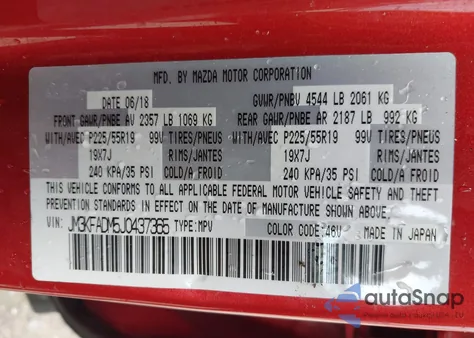 MFD. BY MAZDA MOTOR CORPORATION
DATE 06/18 GVWR/PNBV 4544 LB 2061 KG
FRONT GAWR/PNBE AV 2357 LB 1069 KG REAR GAWR/PNBE AR 2187 LB 992 KG
WITH/AVEC P225/55R19 99V TIRES/PNEUS WITH/AVEC P225/55R19 99V TIRES/PNEUS
19X7J RIMS/JANTES 19X7J RIMS/JANTES
240 KPA/35 PSI COLD/A FROID 240 KPA/35 PSI COLD/A FROID
THIS VEHICLE CONFORMS TO ALL APPLICABLE FEDERAL MOTOR VEHICLE SAFETY AND THEFT
PREVENTION STANDARDS IN EFFECT ON THE DATE OF MANUFACTURE SHOWN ABOVE.
VIN: JM3KFADM5J0437365 TYPE: MPV COLOR CODE: 46V MADE IN JAPAN
autoSnap